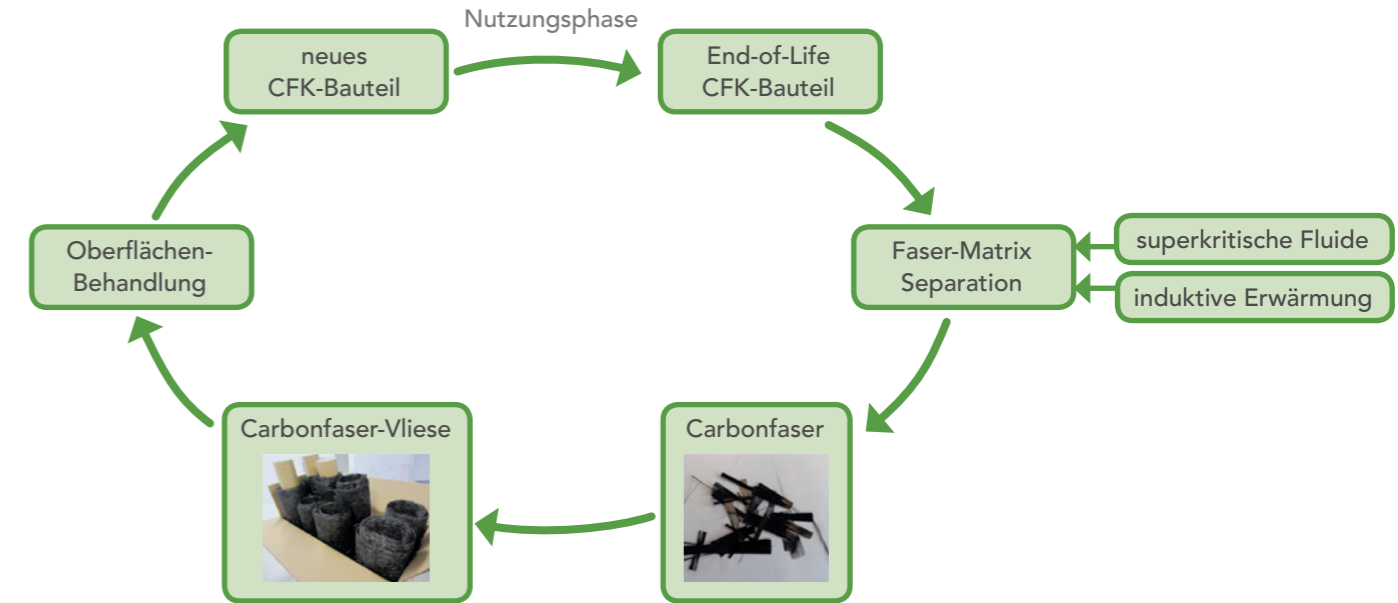 Nutzungsphase
neues
CFK-Bauteil
End-of-Life
CFK-Bauteil
Oberflächen-
Behandlung
Faser-Matrix
Separation
superkritische Fluide
induktive Erwärmung
Carbonfaser-Vliese
Carbonfaser